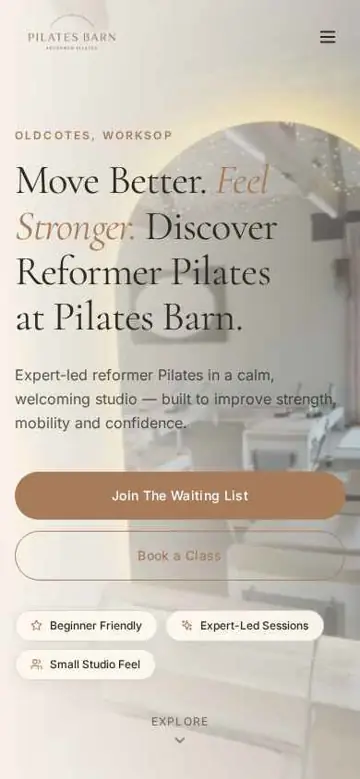 PILATES BARN
REFORMER PILATES
OLDCOTES, WORKSOP
Move Better. Feel
Stronger. Discover
Reformer Pilates
at Pilates Barn.
Expert-led reformer Pilates in a calm,
welcoming studio — built to improve strength,
mobility and confidence.
Join The Waiting List
Book a Class
Beginner Friendly
Expert-Led Sessions
Small Studio Feel
EXPLORE